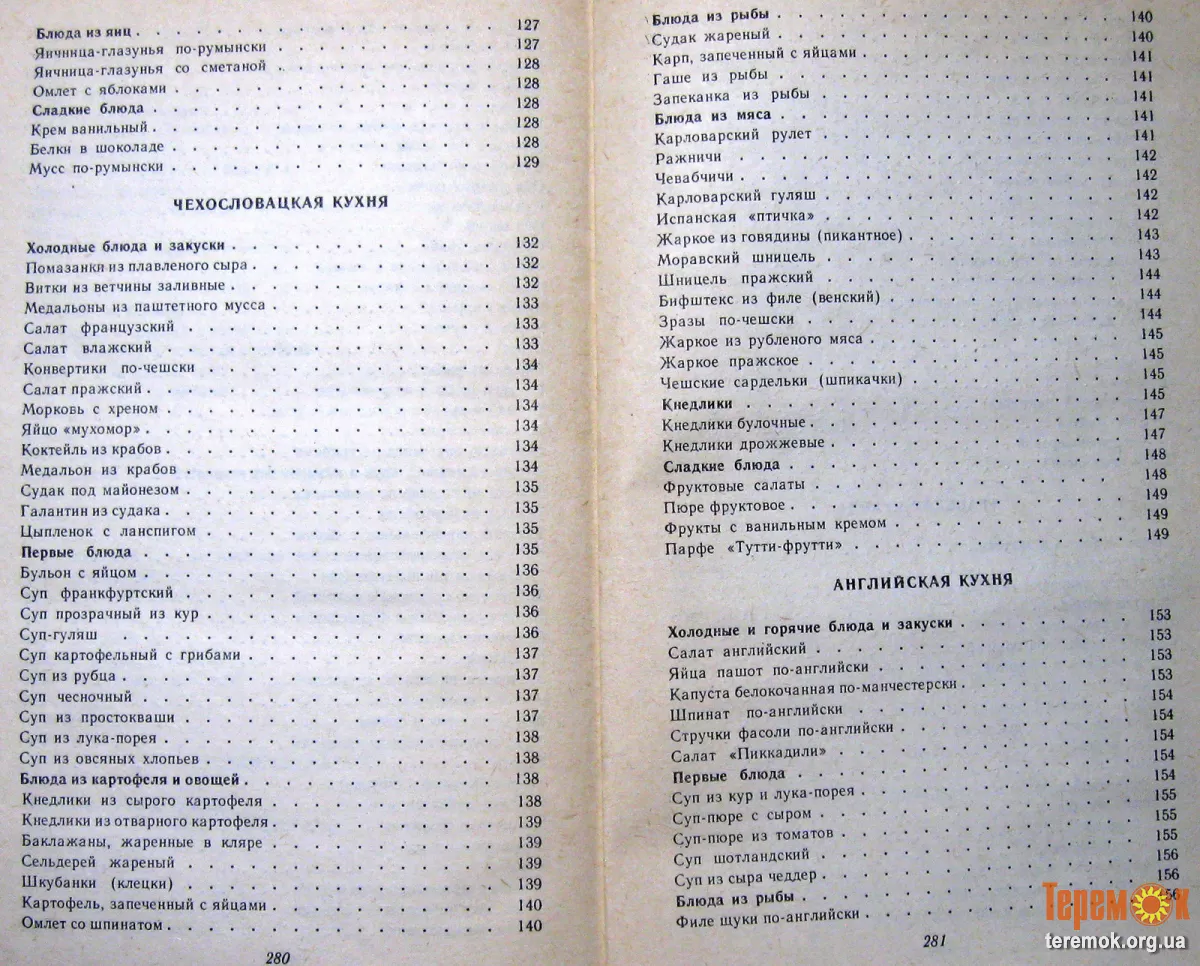 Блюда из яиц . . . . . . . . . . 127
Яичница-глазунья по-румынски . . . . . . . . . . 127
Яичница-глазунья со сметаной . . . . . . . . . . 128
Омлет с яблоками . . . . . . . . . . 128
Сладкие блюда . . . . . . . . . . 128
Крем ванильный . . . . . . . . . . 128
Белки в шоколаде . . . . . . . . . . 128
Мусс по-румынски . . . . . . . . . . 129
ЧЕХОСЛОВАЦКАЯ КУХНЯ
Холодные блюда и закуски . . . . . . . . . . 132
Помазанки из плавленого сыра . . . . . . . . . . 132
Витки из ветчины заливные . . . . . . . . . . 132
Медальоны из паштетного мусса . . . . . . . . . . 133
Салат французский . . . . . . . . . . 133
Салат влажский . . . . . . . . . . 133
Конвертики по-чешски . . . . . . . . . . 134
Салат пражский . . . . . . . . . . 134
Морковь с хреном . . . . . . . . . . 134
Яйцо «мухомор» . . . . . . . . . . 134
Коктейль из крабов . . . . . . . . . . 134
Медальон из крабов . . . . . . . . . . 134
Судак под майонезом . . . . . . . . . . 135
Галантин из судака . . . . . . . . . . 135
Цыпленок с ланспигом . . . . . . . . . . 135
Первые блюда . . . . . . . . . . 135
Бульон с яйцом . . . . . . . . . . 136
Суп франкфуртский . . . . . . . . . . 136
Суп прозрачный из кур . . . . . . . . . . 136
Суп-гуляш . . . . . . . . . . 136
Суп картофельный с грибами . . . . . . . . . . 137
Суп из рубца . . . . . . . . . . 137
Суп чесночный . . . . . . . . . . 137
Суп из простокваши . . . . . . . . . . 137
Суп из лука-порея . . . . . . . . . . 138
Суп из овсяных хлопьев . . . . . . . . . . 138
Блюда из картофеля и овощей . . . . . . . . . . 138
Кнедлики из сырого картофеля . . . . . . . . . . 138
Кнедлики из отварного картофеля . . . . . . . . . . 139
Баклажаны, жаренные в кляре . . . . . . . . . . 139
Сельдерей жареный . . . . . . . . . . 139
Шкубанки (клецки) . . . . . . . . . . 139
Картофель, запеченный с яйцами . . . . . . . . . . 140
Омлет со шпинатом . . . . . . . . . . 140
280
Блюда из рыбы . . . . . . . . . . 140
Судак жареный . . . . . . . . . . 140
Карп, запеченный с яйцами . . . . . . . . . . 141
Гаше из рыбы . . . . . . . . . . 141
Запеканка из рыбы . . . . . . . . . . 141
Блюда из мяса . . . . . . . . . . 141
Карловарский рулет . . . . . . . . . . 141
Ражничи . . . . . . . . . . 142
Чевабчичи . . . . . . . . . . 142
Карловарский гуляш . . . . . . . . . . 142
Испанская «птичка» . . . . . . . . . . 142
Жаркое из говядины (пикантное) . . . . . . . . . . 143
Моравский шницель . . . . . . . . . . 143
Шницель пражский . . . . . . . . . . 144
Бифштекс из филе (венский) . . . . . . . . . . 144
Зразы по-чешски . . . . . . . . . . 144
Жаркое из рубленого мяса . . . . . . . . . . 145
Жаркое пражское . . . . . . . . . . 145
Чешские сардельки (шпикачки) . . . . . . . . . . 145
Кнедлики . . . . . . . . . . 145
Кнедлики булочные . . . . . . . . . . 147
Кнедлики дрожжевые . . . . . . . . . . 147
Сладкие блюда . . . . . . . . . . 148
Фруктовые салаты . . . . . . . . . . 148
Пюре фруктовое . . . . . . . . . . 149
Фрукты с ванильным кремом . . . . . . . . . . 149
Парфе «Тутти-фрутти» . . . . . . . . . . 149
АНГЛИЙСКАЯ КУХНЯ
Холодные и горячие блюда и закуски . . . . . . . . . . 153
Салат английский . . . . . . . . . . 153
Яйца пашот по-английски . . . . . . . . . . 153
Капуста белокочанная по-манчестерски . . . . . . . . . . 153
Шпинат по-английски . . . . . . . . . . 154
Стручки фасоли по-английски . . . . . . . . . . 154
Салат «Пиккадили» . . . . . . . . . . 154
Первые блюда . . . . . . . . . . 154
Суп из кур и лука-порея . . . . . . . . . . 154
Суп-пюре с сыром . . . . . . . . . . 155
Суп-пюре из томатов . . . . . . . . . . 155
Суп шотландский . . . . . . . . . . 155
Суп из сыра чеддер . . . . . . . . . . 156
Блюда из рыбы . . . . . . . . . . 156
Филе щуки по-английски . . . . . . . . . . 156
281
Теремок
teremok.org.ua